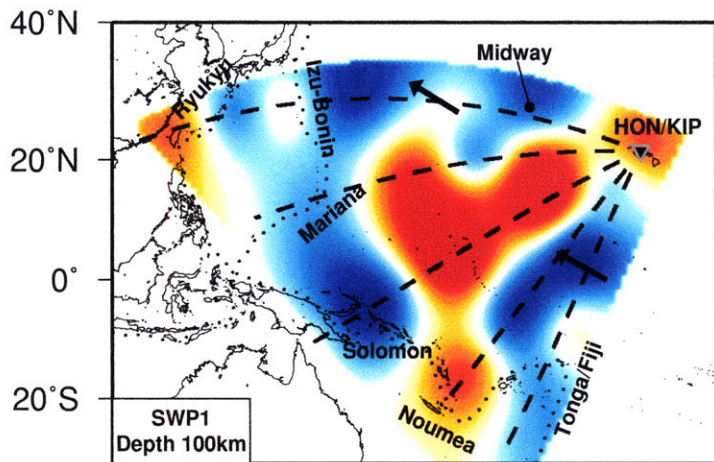 40˚N
20˚N
0˚
20˚S
Ryukyu
Izu-Bonin
Midway
HON/KIP
Mariana
Solomon
Noumea
Tonga/Fiji
SWP1
Depth 100km